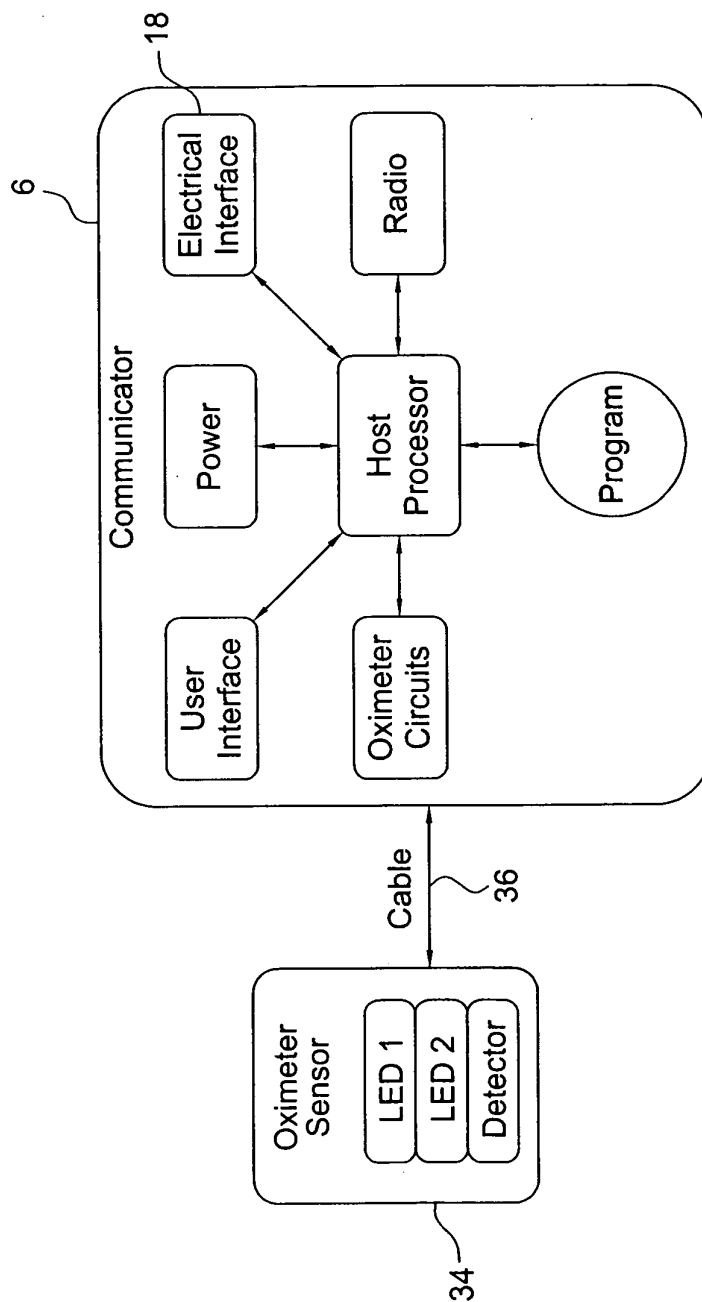 6
Communicator
18
User
Interface
Power
Electrical
Interface
Oximeter
Circuits
Host
Processor
Radio
Program
Cable
36
Oximeter
Sensor
LED 1
LED 2
Detector
34